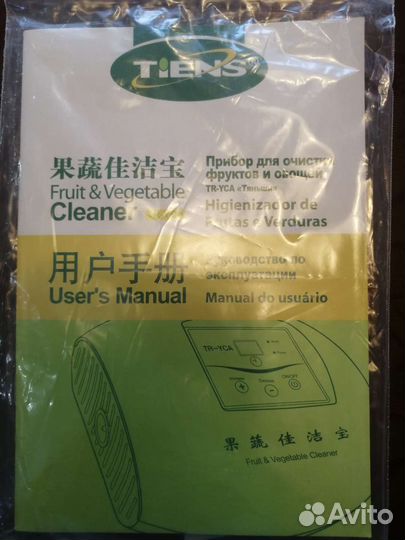 TIENS
果蔬佳洁宝
Fruit & Vegetable
Cleaner
Прибор для очистки
фруктов и овощей
TR-YCA «Тяньши»
Higienizador de
Frutas e Verduras
用户手册
User's Manual
Руководство по
эксплуатации
Manual do usuário
TR-YCA
ON/OFF
果蔬佳洁宝
Fruit & Vegetable Cleaner
Avito